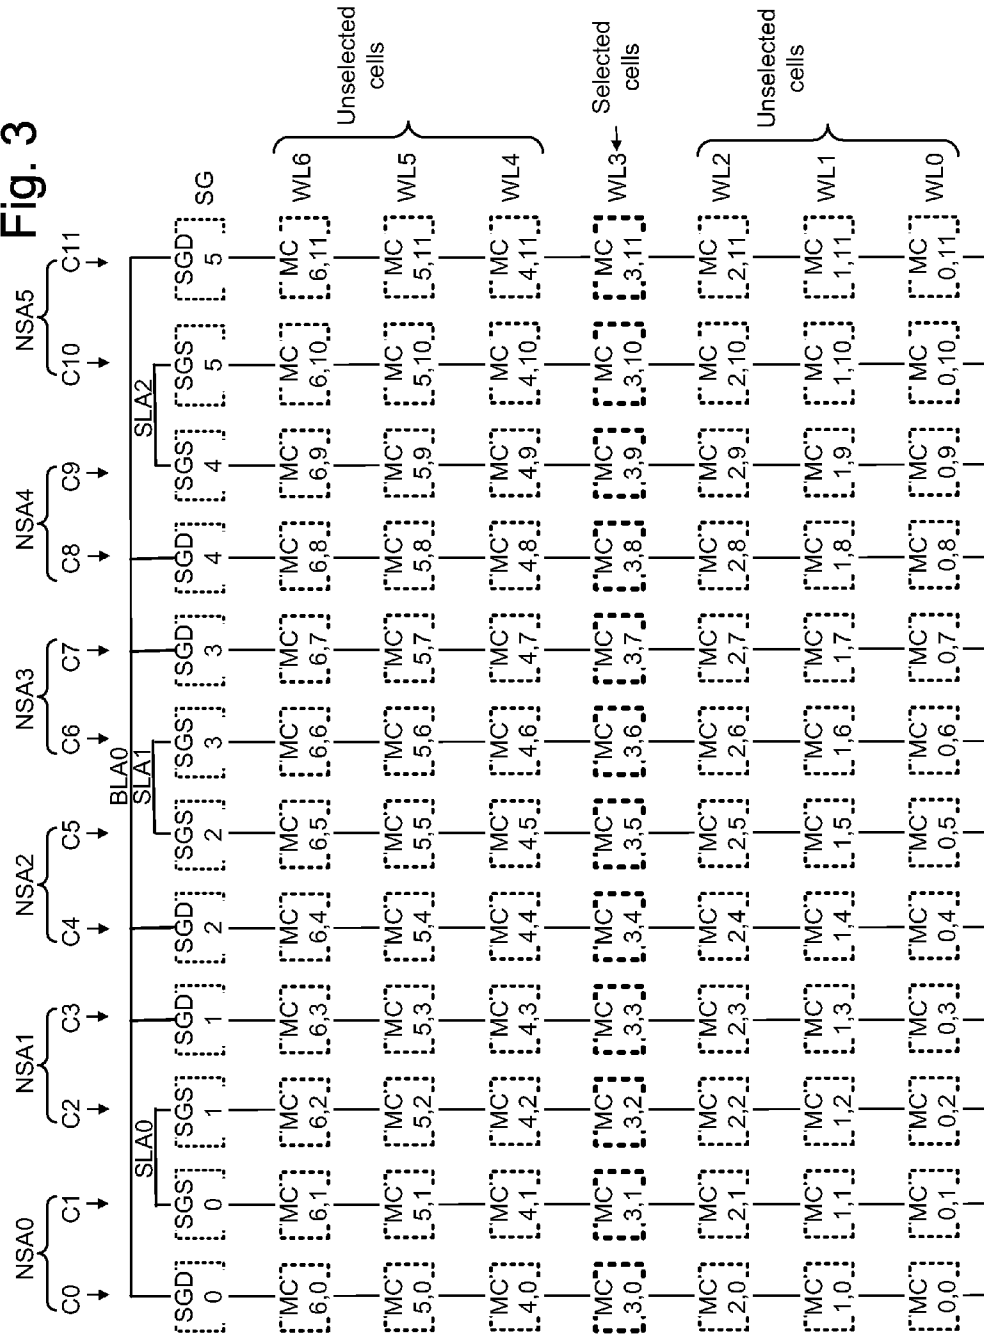 Fig. 3
NSA0 NSA1 NSA2 NSA3 NSA4 NSA5
C0 C1 C2 C3 C4 C5 C6 C7 C8 C9 C10 C11
BLA0
SLA0 SLA1 SLA2
SGD SGS SGS SGD SGD SGS SGS SGD SGD SGS SGS SGD SG
0 0 1 1 2 2 3 3 4 4 5 5
MC MC MC MC MC MC MC MC MC MC MC MC WL6
6,0 6,1 6,2 6,3 6,4 6,5 6,6 6,7 6,8 6,9 6,10 6,11
Unselected
cells
MC MC MC MC MC MC MC MC MC MC MC MC WL5
5,0 5,1 5,2 5,3 5,4 5,5 5,6 5,7 5,8 5,9 5,10 5,11
MC MC MC MC MC MC MC MC MC MC MC MC WL4
4,0 4,1 4,2 4,3 4,4 4,5 4,6 4,7 4,8 4,9 4,10 4,11
MC MC MC MC MC MC MC MC MC MC MC MC WL3
3,0 3,1 3,2 3,3 3,4 3,5 3,6 3,7 3,8 3,9 3,10 3,11
Selected
cells
MC MC MC MC MC MC MC MC MC MC MC MC WL2
2,0 2,1 2,2 2,3 2,4 2,5 2,6 2,7 2,8 2,9 2,10 2,11
Unselected
cells
MC MC MC MC MC MC MC MC MC MC MC MC WL1
1,0 1,1 1,2 1,3 1,4 1,5 1,6 1,7 1,8 1,9 1,10 1,11
MC MC MC MC MC MC MC MC MC MC MC MC WL0
0,0 0,1 0,2 0,3 0,4 0,5 0,6 0,7 0,8 0,9 0,10 0,11